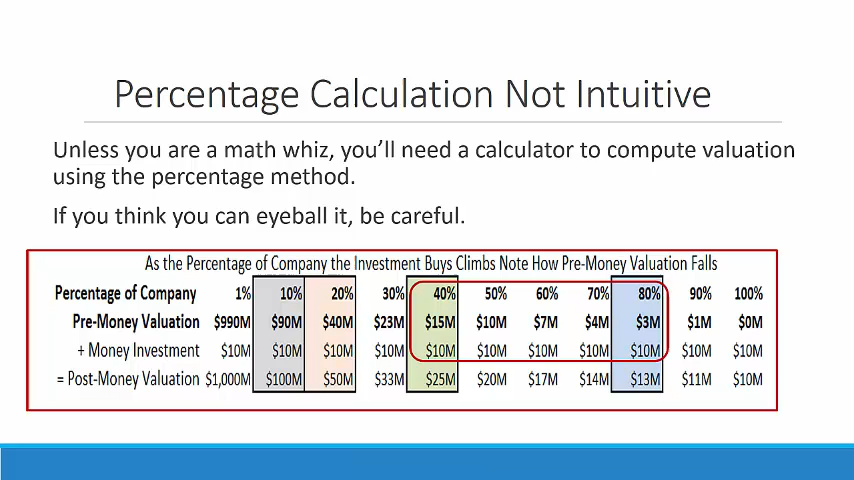 Percentage Calculation Not Intuitive
Unless you are a math whiz, you’ll need a calculator to compute valuation
using the percentage method.
If you think you can eyeball it, be careful.
As the Percentage of Company the Investment Buys Climbs Note How Pre-Money Valuation Falls
Percentage of Company 1% 10% 20% 30% 40% 50% 60% 70% 80% 90% 100%
Pre-Money Valuation $990M $90M $40M $23M $15M $10M $7M $4M $3M $1M $0M
+ Money Investment $10M $10M $10M $10M $10M $10M $10M $10M $10M $10M $10M
= Post-Money Valuation $1,000M $100M $50M $33M $25M $20M $17M $14M $13M $11M $10M